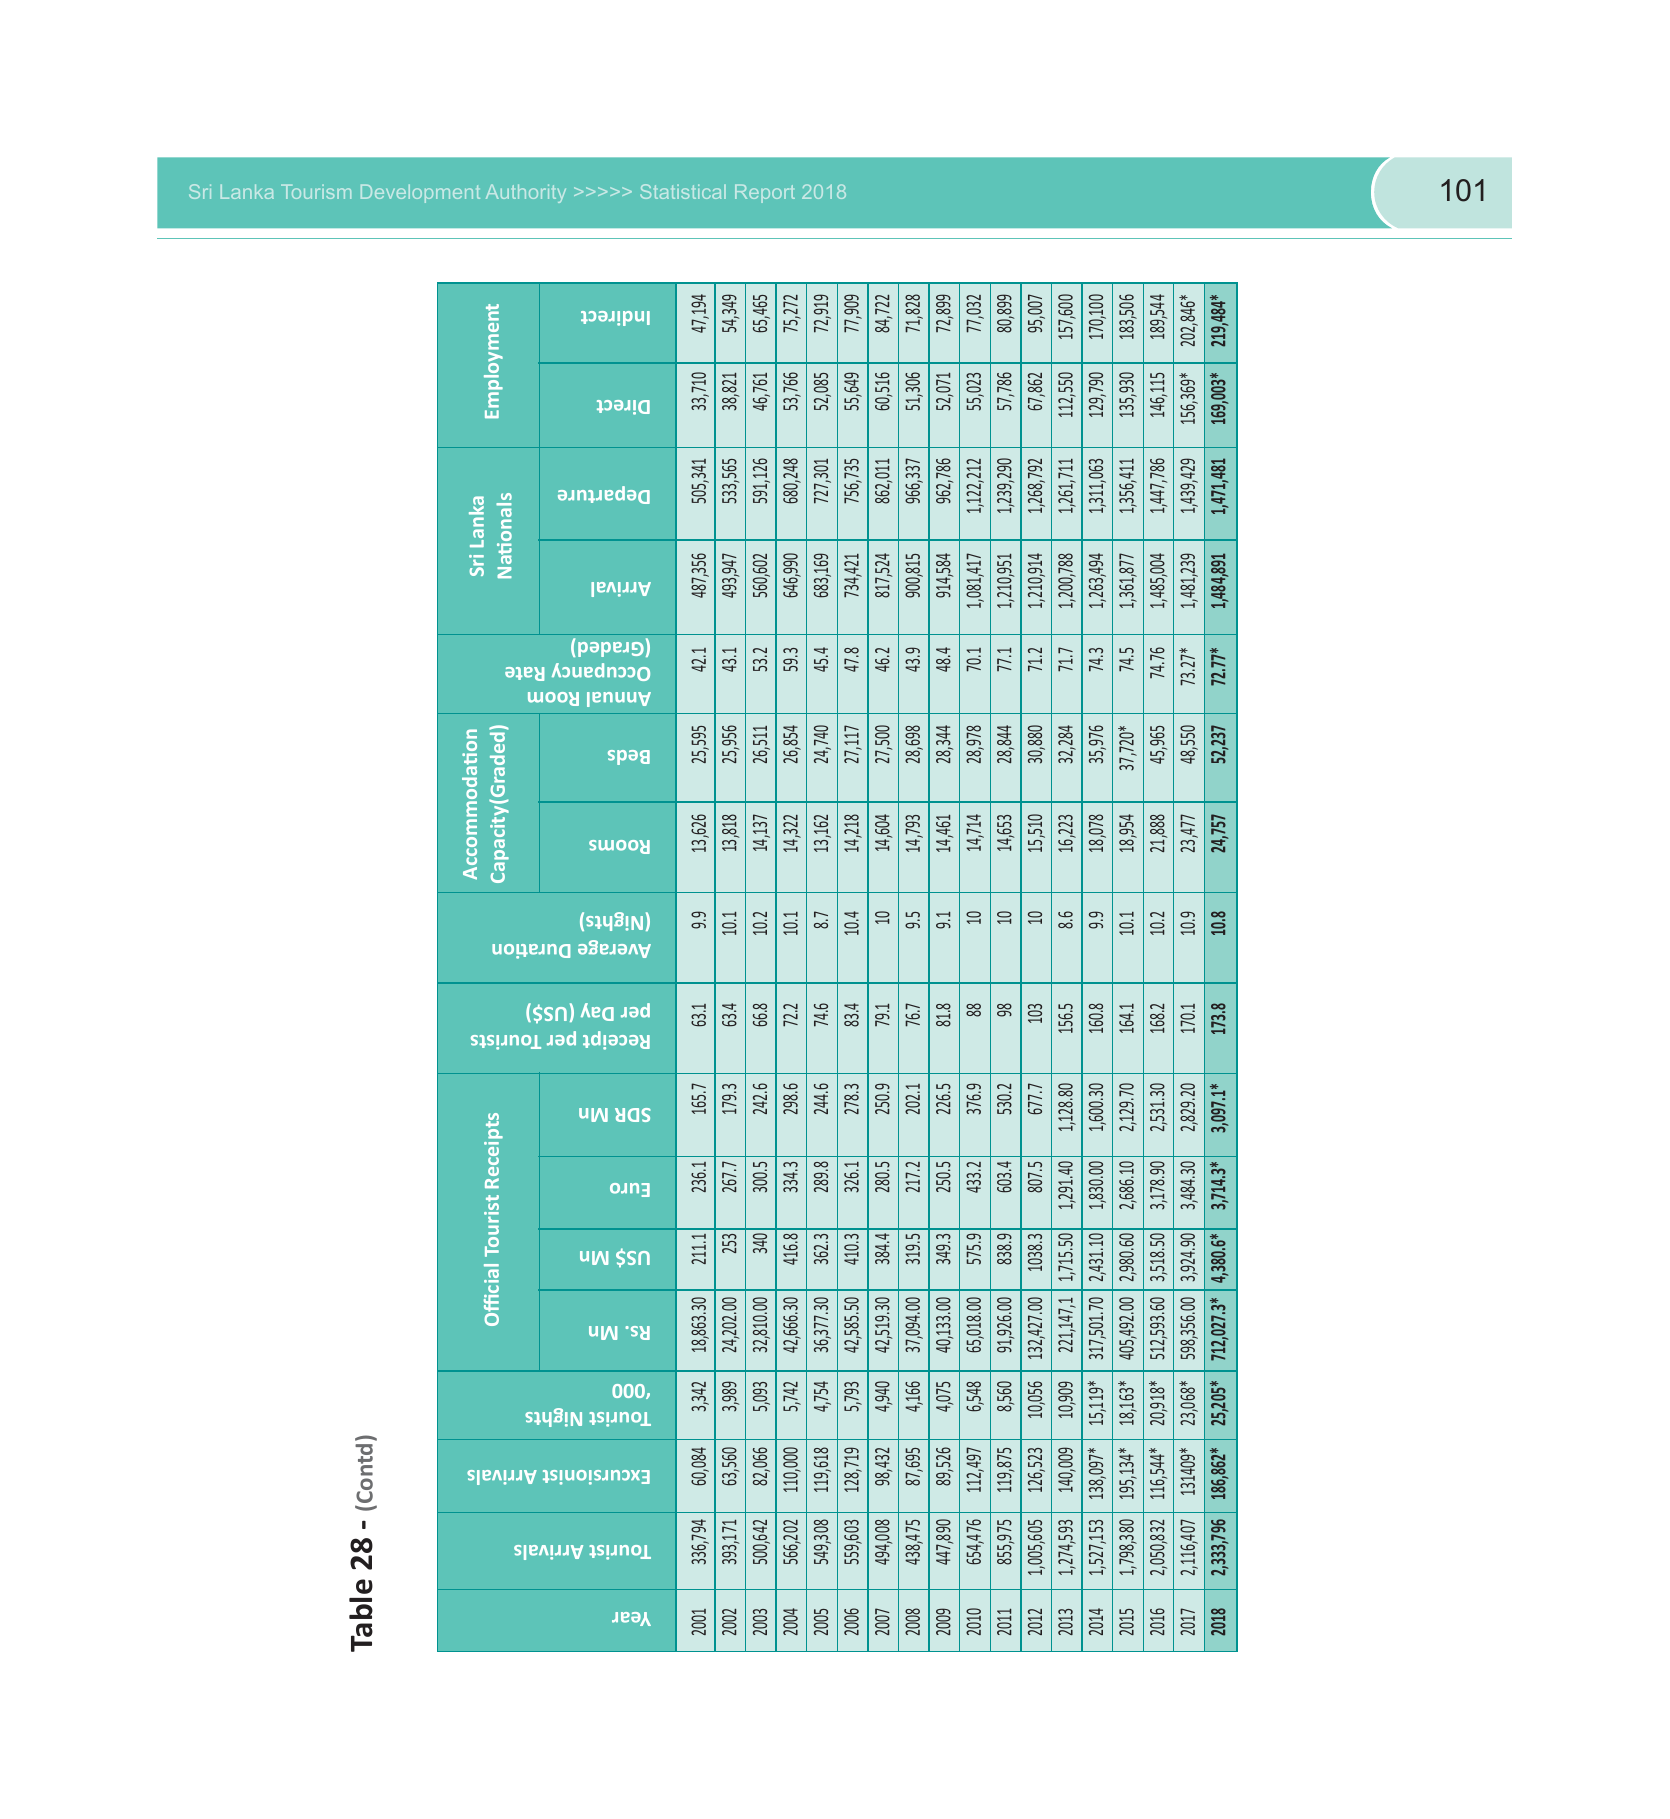 Sri Lanka Tourism Development Authority >>>>> Statistical Report 2018
101
Table 28 - (Contd)
Year
Tourist Arrivals
Excursionist Arrivals
Tourist Nights
‘000
Official Tourist Receipts
Rs. Mn
US$ Mn
Euro
SDR Mn
Receipt per Tourists
per Day (US$)
Average Duration
(Nights)
Accommodation
Capacity(Graded)
Rooms
Beds
Annual Room
Occupancy Rate
(Graded)
Sri Lanka
Nationals
Arrival
Departure
Employment
Direct
Indirect
2001 336,794 60,084 3,342 18,863.30 211.1 236.1 165.7 63.1 9.9 13,626 25,595 42.1 487,356 505,341 33,710 47,194
2002 393,171 63,560 3,989 24,202.00 253 267.7 179.3 63.4 10.1 13,818 25,956 43.1 493,947 533,565 38,821 54,349
2003 500,642 82,066 5,093 32,810.00 340 300.5 242.6 66.8 10.2 14,137 26,511 53.2 560,602 591,126 46,761 65,465
2004 566,202 110,000 5,742 42,666.30 416.8 334.3 298.6 72.2 10.1 14,322 26,854 59.3 646,990 680,248 53,766 75,272
2005 549,308 119,618 4,754 36,377.30 362.3 289.8 244.6 74.6 8.7 13,162 24,740 45.4 683,169 727,301 52,085 72,919
2006 559,603 128,719 5,793 42,585.50 410.3 326.1 278.3 83.4 10.4 14,218 27,117 47.8 734,421 756,735 55,649 77,909
2007 494,008 98,432 4,940 42,519.30 384.4 280.5 250.9 79.1 10 14,604 27,500 46.2 817,524 862,011 60,516 84,722
2008 438,475 87,695 4,166 37,094.00 319.5 217.2 202.1 76.7 9.5 14,793 28,698 43.9 900,815 966,337 51,306 71,828
2009 447,890 89,526 4,075 40,133.00 349.3 250.5 226.5 81.8 9.1 14,461 28,344 48.4 914,584 962,786 52,071 72,899
2010 654,476 112,497 6,548 65,018.00 575.9 433.2 376.9 88 10 14,714 28,978 70.1 1,081,417 1,122,212 55,023 77,032
2011 855,975 119,875 8,560 91,926.00 838.9 603.4 530.2 98 10 14,653 28,844 77.1 1,210,951 1,239,290 57,786 80,899
2012 1,005,605 126,523 10,056 132,427.00 1038.3 807.5 677.7 103 10 15,510 30,880 71.2 1,210,914 1,268,792 67,862 95,007
2013 1,274,593 140,009 10,909 221,147,1 1,715.50 1,291.40 1,128.80 156.5 8.6 16,223 32,284 71.7 1,200,788 1,261,711 112,550 157,600
2014 1,527,153 138,097* 15,119* 317,501.70 2,431.10 1,830.00 1,600.30 160.8 9.9 18,078 35,976 74.3 1,263,494 1,311,063 129,790 170,100
2015 1,798,380 195,134* 18,163* 405,492.00 2,980.60 2,686.10 2,129.70 164.1 10.1 18,954 37,720* 74.5 1,361,877 1,356,411 135,930 183,506
2016 2,050,832 116,544* 20,918* 512,593.60 3,518.50 3,178.90 2,531.30 168.2 10.2 21,888 45,965 74.76 1,485,004 1,447,786 146,115 189,544
2017 2,116,407 131409* 23,068* 598,356.00 3,924.90 3,484.30 2,829.20 170.1 10.9 23,477 48,550 73.27* 1,481,239 1,439,429 156,369* 202,846*
2018 2,333,796 186,862* 25,205* 712,027.3* 4,380.6* 3,714.3* 3,097.1* 173.8 10.8 24,757 52,237 72.77* 1,484,891 1,471,481 169,003* 219,484*